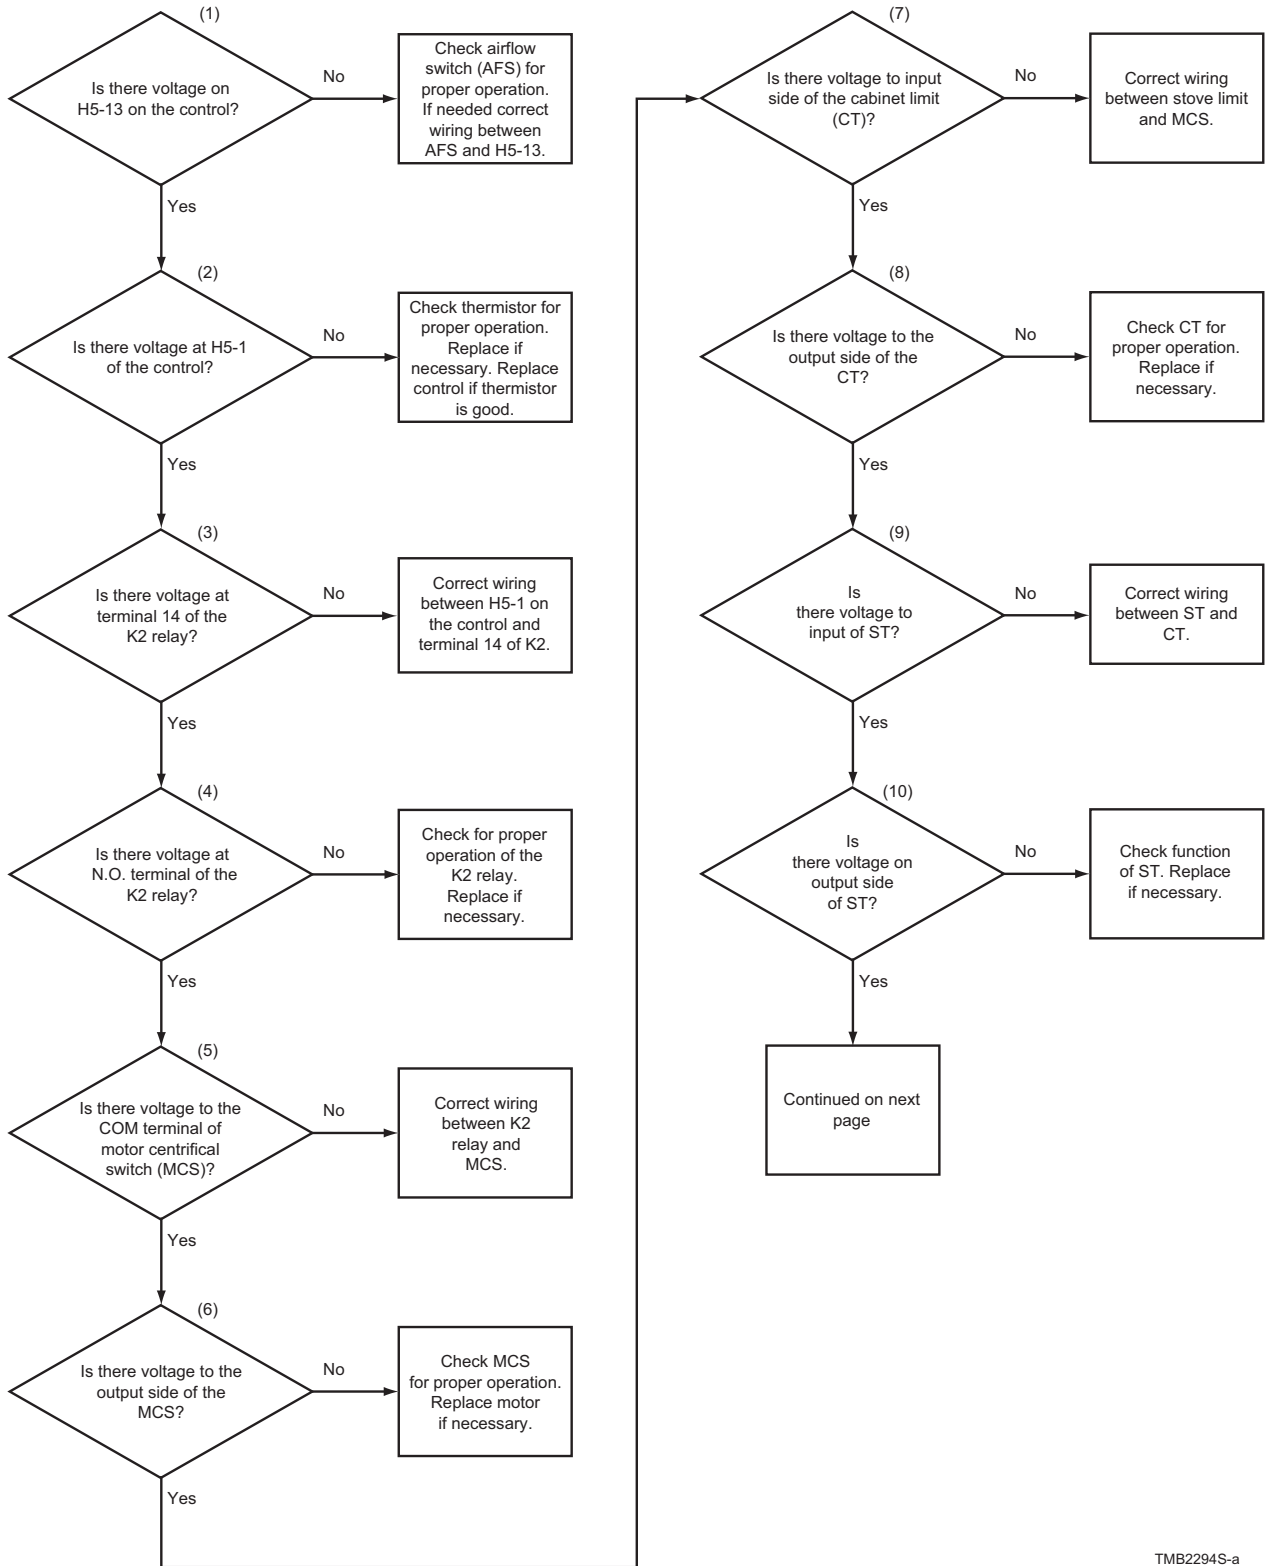 (1)
Is there voltage on
H5-13 on the control?
No
Check airflow
switch (AFS) for
proper operation.
If needed correct
wiring between
AFS and H5-13.
Yes
(2)
Is there voltage at H5-1
of the control?
No
Check thermistor for
proper operation.
Replace if
necessary. Replace
control if thermistor
is good.
Yes
(3)
Is there voltage at
terminal 14 of the
K2 relay?
No
Correct wiring
between H5-1 on
the control and
terminal 14 of K2.
Yes
(4)
Is there voltage at
N.O. terminal of the
K2 relay?
No
Check for proper
operation of the
K2 relay.
Replace if
necessary.
Yes
(5)
Is there voltage to the
COM terminal of
motor centrifical
switch (MCS)?
No
Correct wiring
between K2
relay and
MCS.
Yes
(6)
Is there voltage to the
output side of the
MCS?
No
Check MCS
for proper operation.
Replace motor
if necessary.
Yes
(7)
Is there voltage to input
side of the cabinet limit
(CT)?
No
Correct wiring
between stove limit
and MCS.
Yes
(8)
Is there voltage to the
output side of the
CT?
No
Check CT for
proper operation.
Replace if
necessary.
Yes
(9)
Is
there voltage to
input of ST?
No
Correct wiring
between ST and
CT.
Yes
(10)
Is
there voltage on
output side
of ST?
No
Check function
of ST. Replace
if necessary.
Yes
Continued on next
page
TMB2294S-a